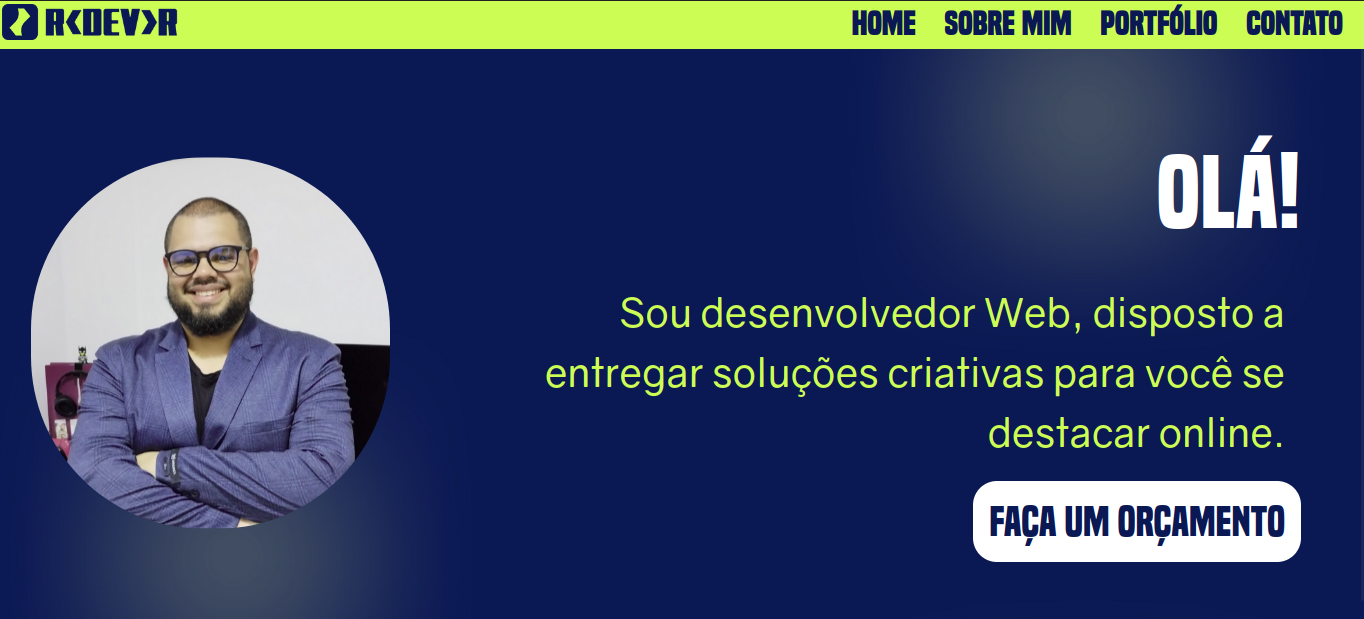 R<DEV>R
HOME SOBRE MIM PORTFÓLIO CONTATO
OLÁ!
Sou desenvolvedor Web, disposto a
entregar soluções criativas para você se
destacar online.
FAÇA UM ORÇAMENTO